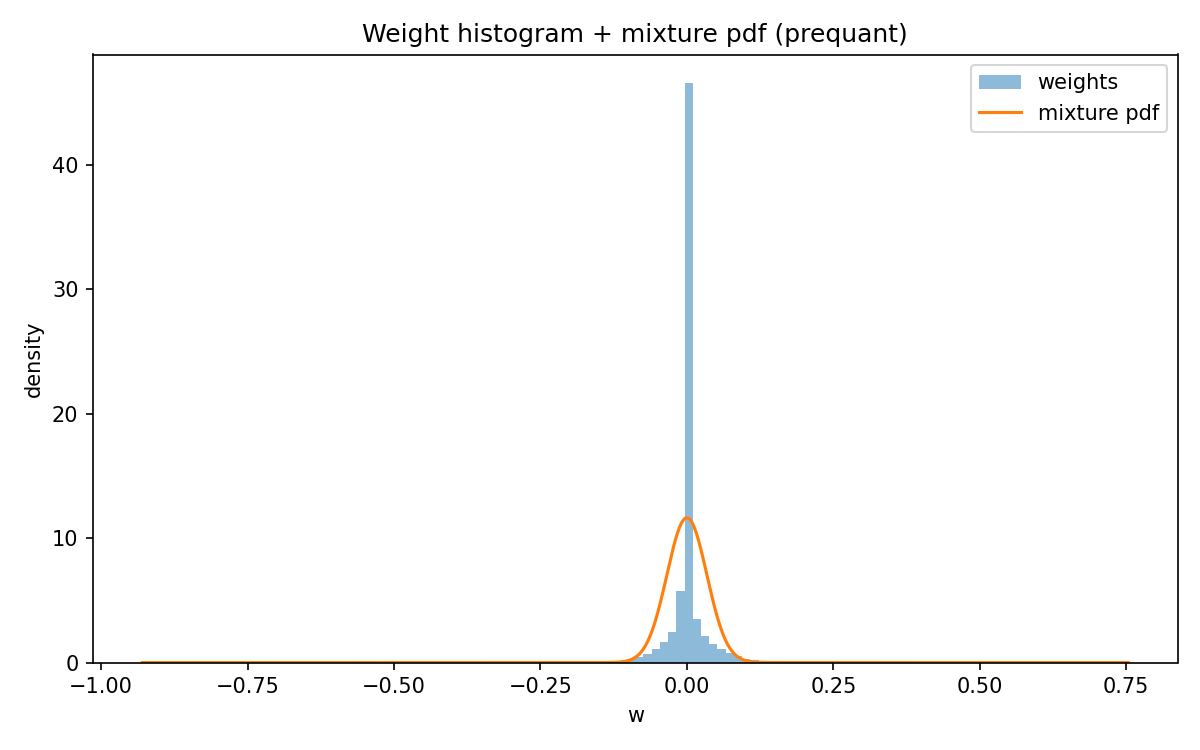 Weight histogram + mixture pdf (prequant)
weights
mixture pdf
density
40
30
20
10
0
−1.00 −0.75 −0.50 −0.25 0.00 0.25 0.50 0.75
w